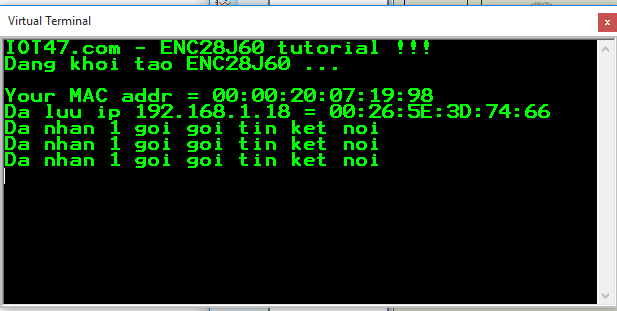 Virtual Terminal
x
IOT47.com - ENC28J60 tutorial !!!
Dang khoi tao ENC28J60 ...
Your MAC addr = 00:00:20:07:19:98
Da luu ip 192.168.1.18 = 00:26:5E:3D:74:66
Da nhan 1 goi goi tin ket noi
Da nhan 1 goi goi tin ket noi
Da nhan 1 goi goi tin ket noi